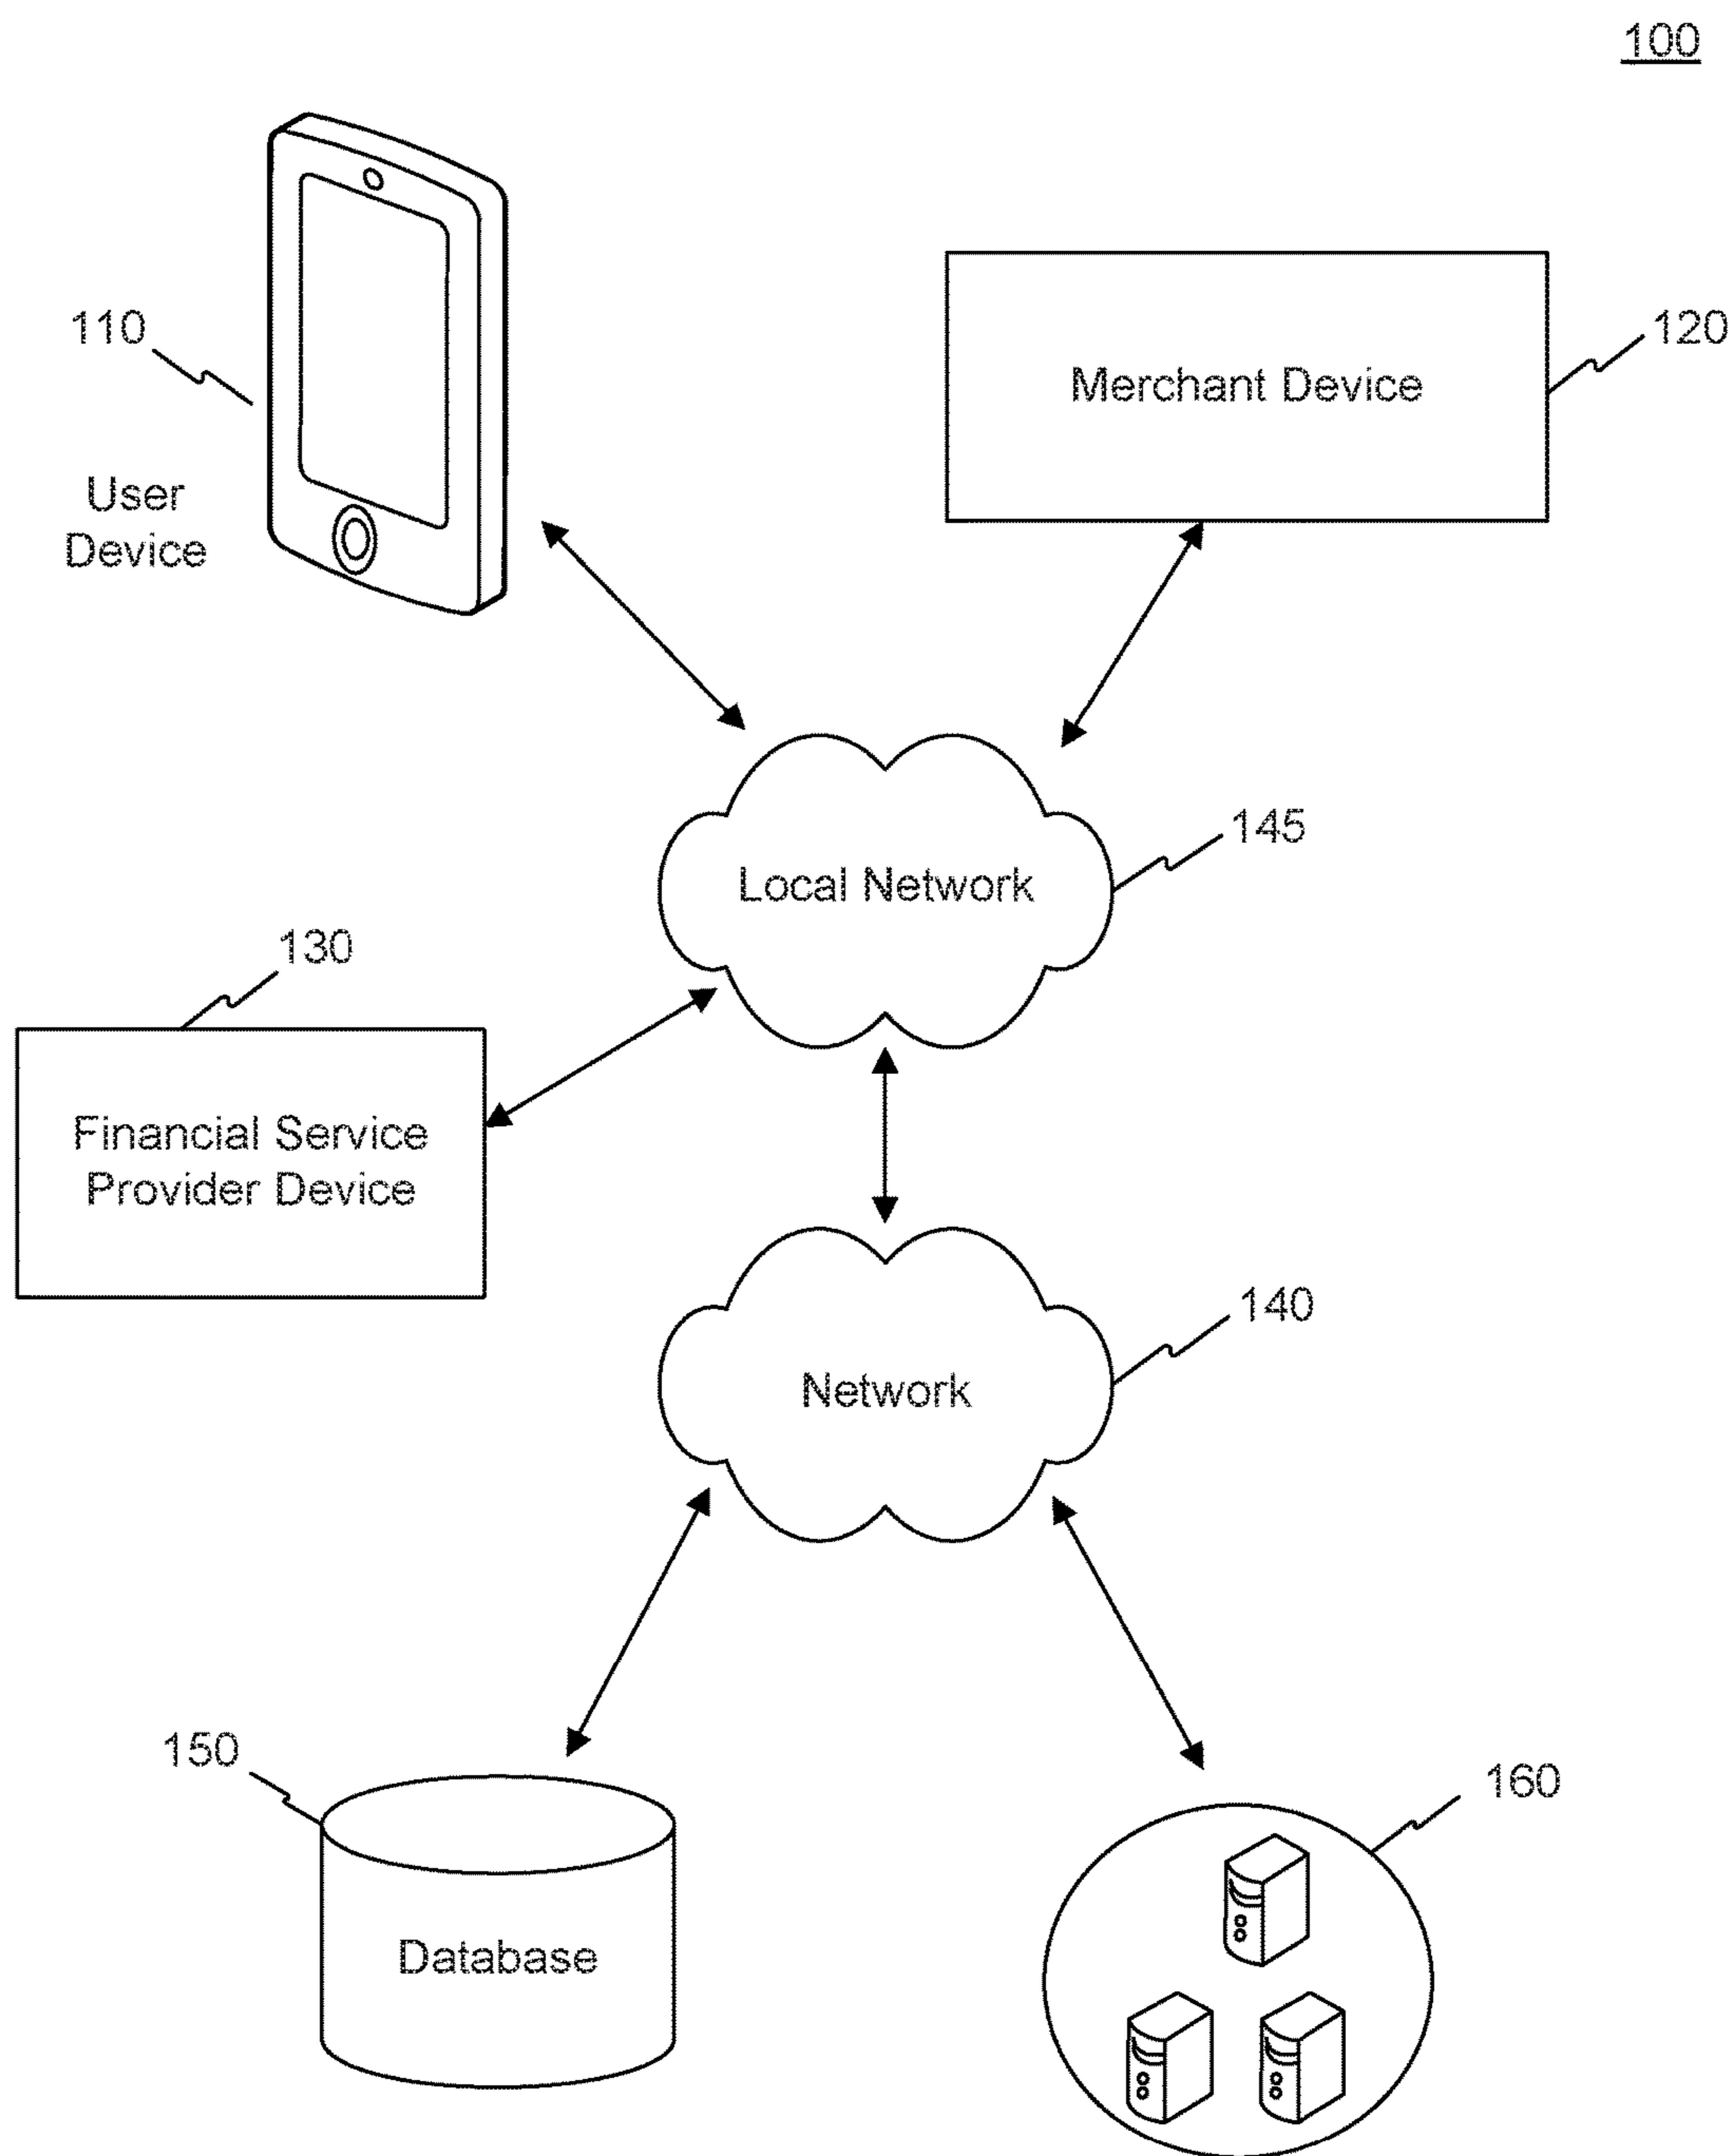 100
110
User
Device
Merchant Device
120
Local Network
145
130
Financial Service
Provider Device
Network
140
150
Database
160